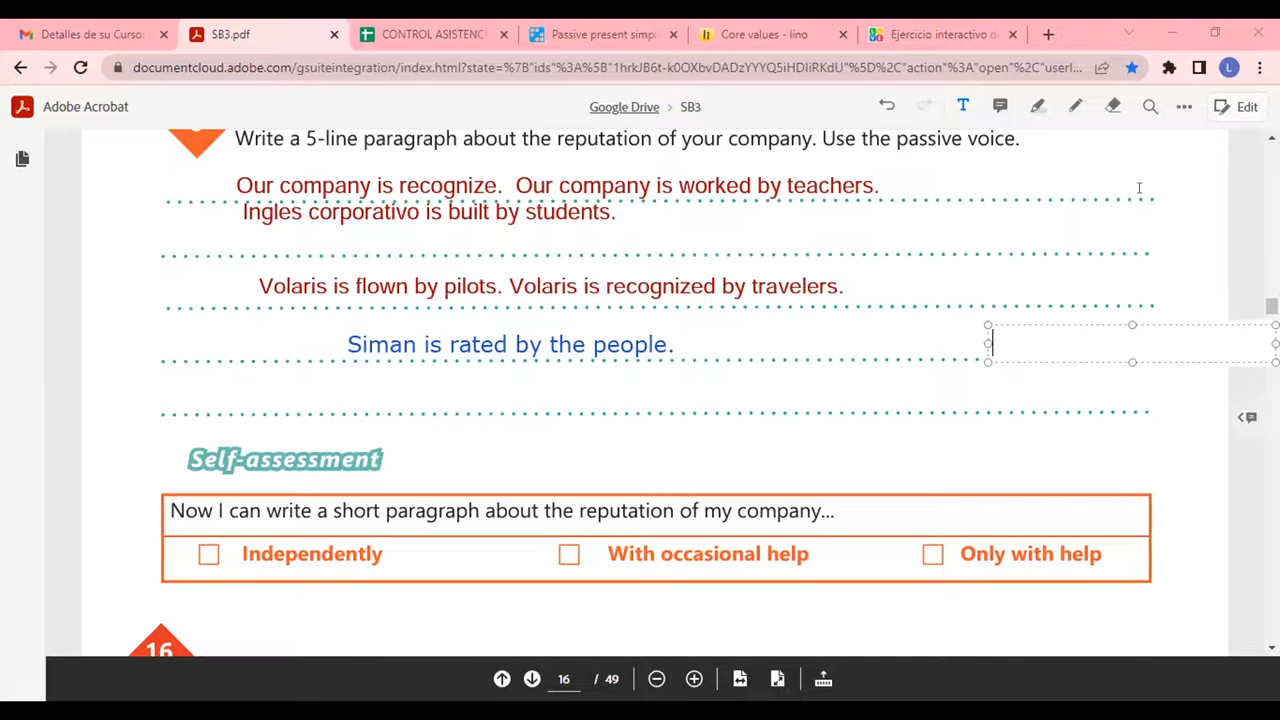 Detalles de su Curso:
SB3.pdf
CONTROL ASISTENC
Passive present simpl
Core values - lino
Ejercicio interactivo d
documentcloud.adobe.com/gsuiteintegration/index.html?state=%7B"ids"%3A%5B"1hrkJB6t-k0OXbvDADzYYYQ5iHDliRKdU"%5D%2C"action"%3A"open"%2C"userI...
L
Adobe Acrobat
Google Drive
SB3
T
Edit
Write a 5-line paragraph about the reputation of your company. Use the passive voice.
Our company is recognize. Our company is worked by teachers.
Ingles corporativo is built by students.
Volaris is flown by pilots. Volaris is recognized by travelers.
Siman is rated by the people.
Self-assessment
Now I can write a short paragraph about the reputation of my company...
Independently
With occasional help
Only with help
16
16 / 49